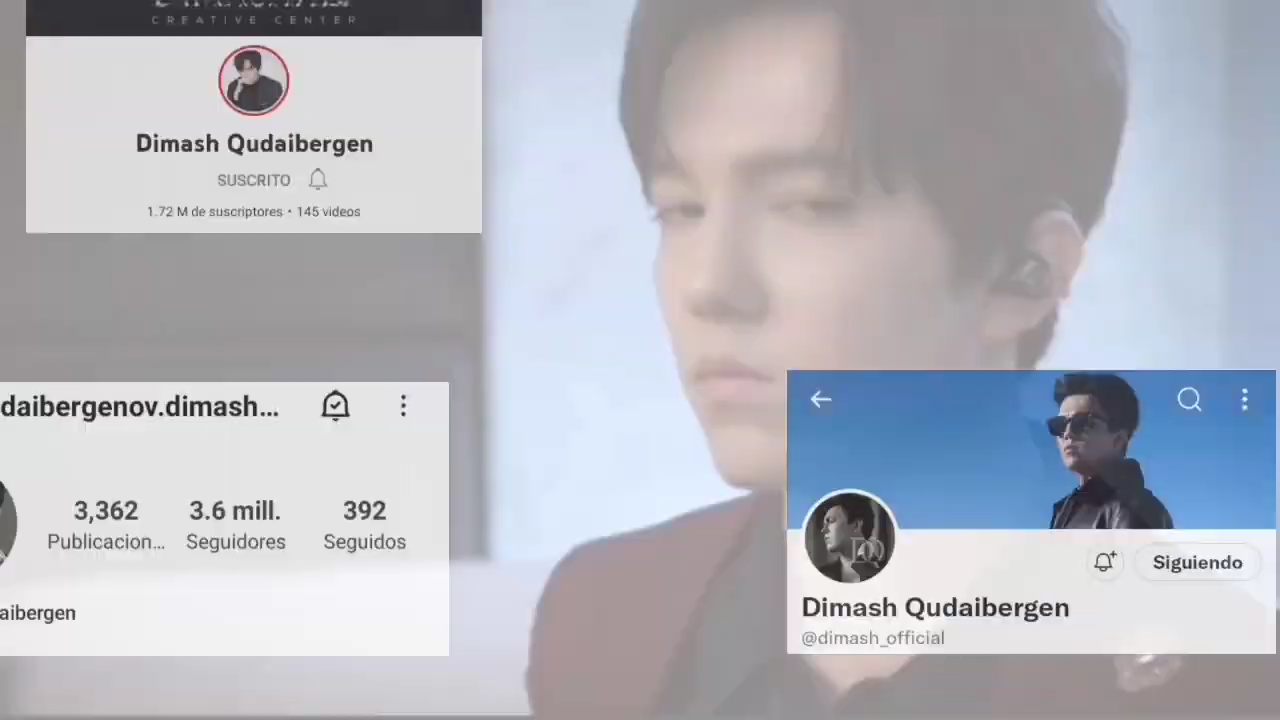 CREATIVE CENTER
Dimash Qudaibergen
SUSCRITO
1.72 M de suscriptores • 145 videos
daibergenov.dimash...
3,362 3.6 mill. 392
Publicacion... Seguidores Seguidos
aibergen
DQ
Siguiendo
Dimash Qudaibergen
@dimash_official